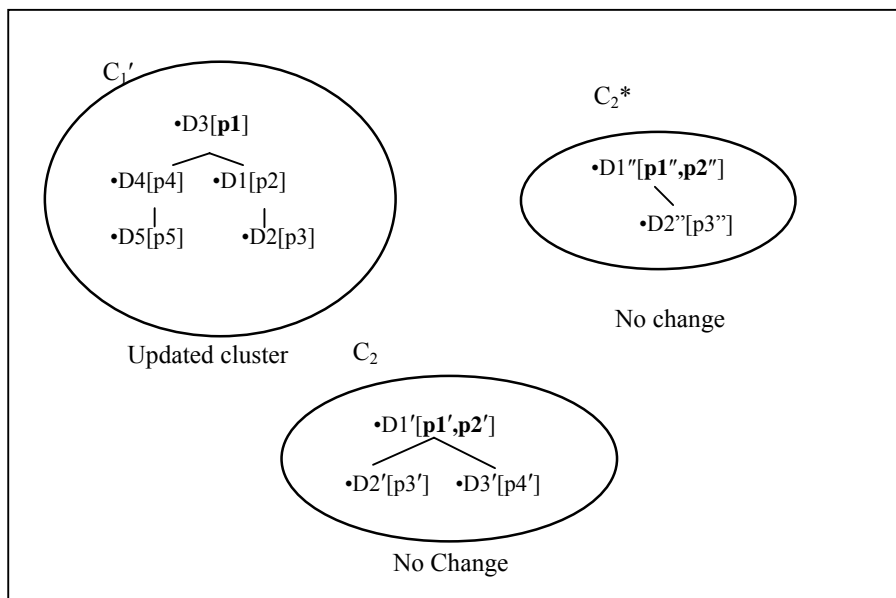 C₁′
•D3[p1]
•D4[p4] •D1[p2]
•D5[p5] •D2[p3]
Updated cluster
C₂*
•D1″[p1″,p2″]
•D2”[p3”]
No change
C₂
•D1′[p1′,p2′]
•D2′[p3′] •D3′[p4′]
No Change